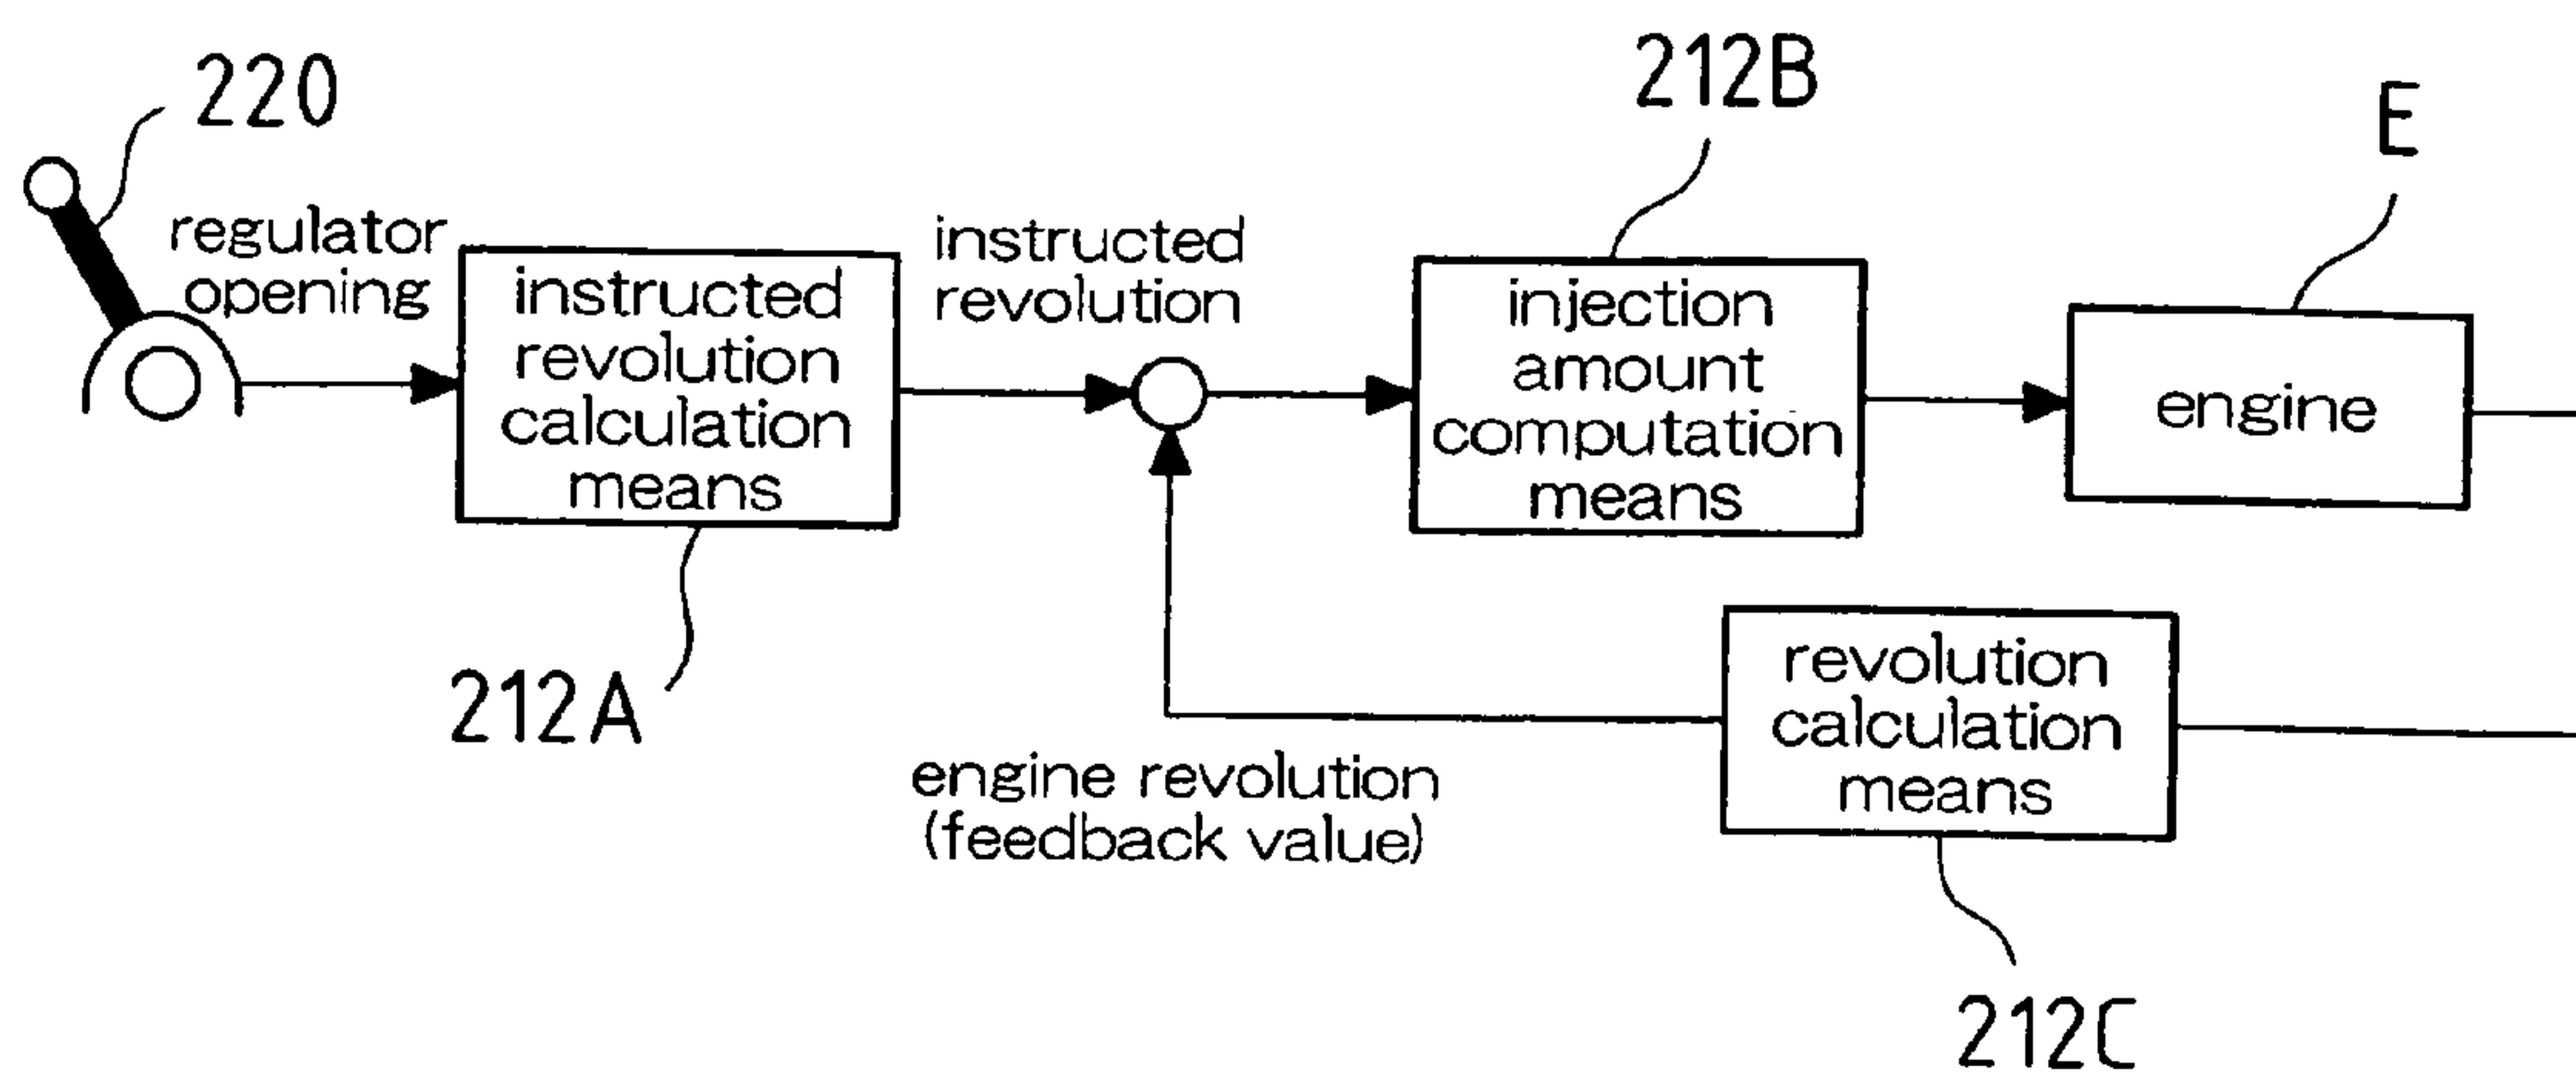 220
212B
E
regulator
opening
instructed
revolution
calculation
means
instructed
revolution
injection
amount
computation
means
engine
212A
engine revolution
(feedback value)
revolution
calculation
means
212C